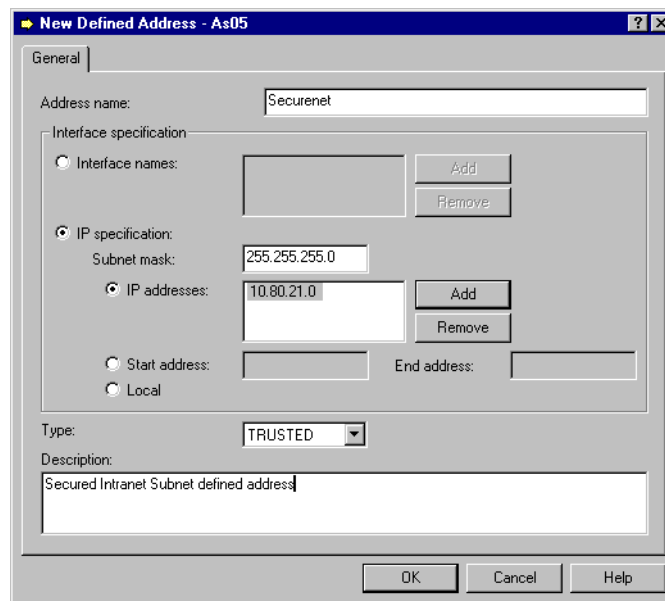 New Defined Address - As05
General
Address name: Securenet
Interface specification
Interface names: Add
Remove
IP specification:
Subnet mask: 255.255.255.0
IP addresses: 10.80.21.0 Add
Remove
Start address: End address:
Local
Type: TRUSTED
Description:
Secured Intranet Subnet defined address
OK Cancel Help